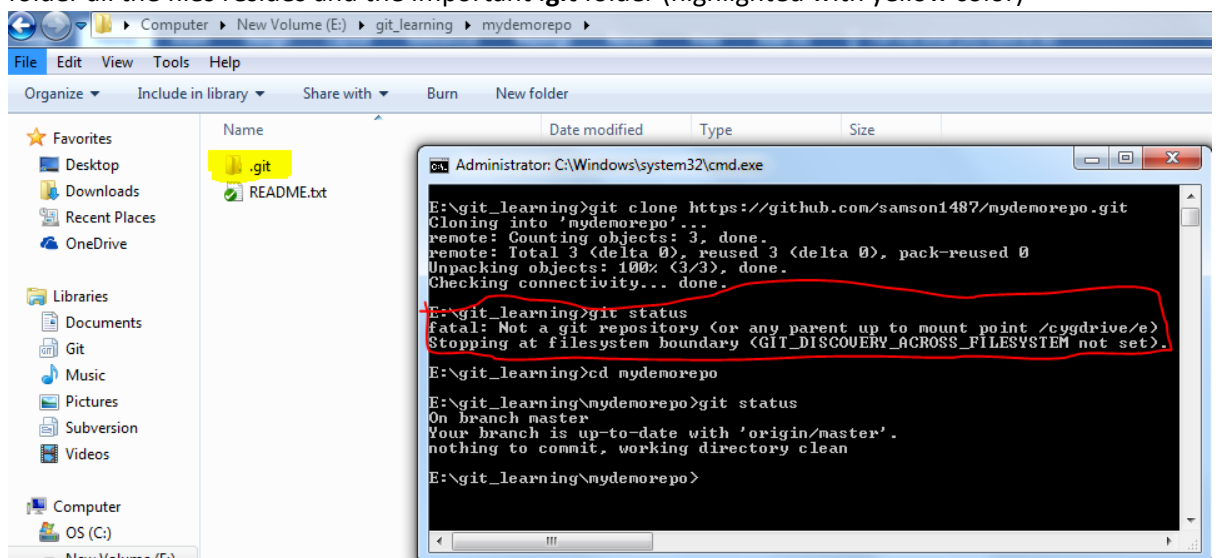 folder all the files resides and the important .git folder (highlighted with yellow color)
Computer ▸ New Volume (E:) ▸ git_learning ▸ mydemorepo ▸
File Edit View Tools Help
Organize ▾ Include in library ▾ Share with ▾ Burn New folder
Favorites
Desktop
Downloads
Recent Places
OneDrive
Libraries
Documents
Git
Music
Pictures
Subversion
Videos
Computer
OS (C:)
New Volume (E:)
Name Date modified Type Size
.git
README.txt
Administrator: C:\Windows\system32\cmd.exe
E:\git_learning>git clone https://github.com/samson1487/mydemorepo.git
Cloning into 'mydemorepo'...
remote: Counting objects: 3, done.
remote: Total 3 (delta 0), reused 3 (delta 0), pack-reused 0
Unpacking objects: 100% (3/3), done.
Checking connectivity... done.
E:\git_learning>git status
fatal: Not a git repository (or any parent up to mount point /cygdrive/e)
Stopping at filesystem boundary (GIT_DISCOVERY_ACROSS_FILESYSTEM not set).
E:\git_learning>cd mydemorepo
E:\git_learning\mydemorepo>git status
On branch master
Your branch is up-to-date with 'origin/master'.
nothing to commit, working directory clean
E:\git_learning\mydemorepo>